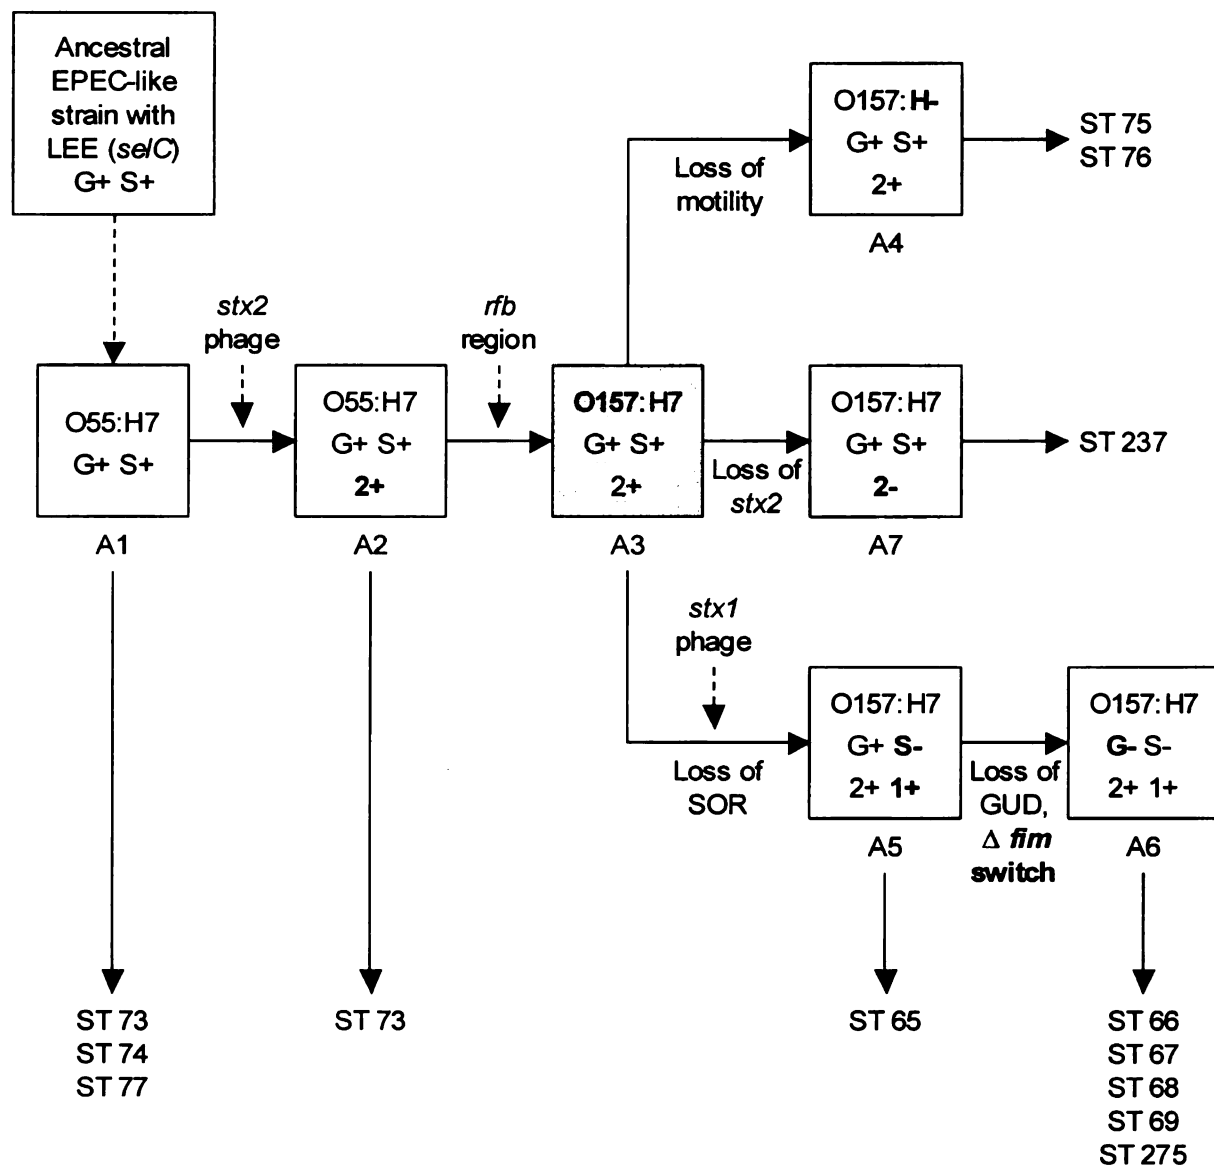 Ancestral
EPEC-like
strain with
LEE (selC)
G+ S+
O157:H-
G+ S+
2+
A4
Loss of
motility
ST 75
ST 76
stx2
phage
rfb
region
O55:H7
G+ S+
A1
O55:H7
G+ S+
2+
A2
O157:H7
G+ S+
2+
A3
Loss of
stx2
O157:H7
G+ S+
2-
A7
ST 237
stx1
phage
Loss of
SOR
O157:H7
G+ S-
2+ 1+
A5
Loss of
GUD,
Δ fim
switch
O157:H7
G- S-
2+ 1+
A6
ST 73
ST 74
ST 77
ST 73
ST 65
ST 66
ST 67
ST 68
ST 69
ST 275